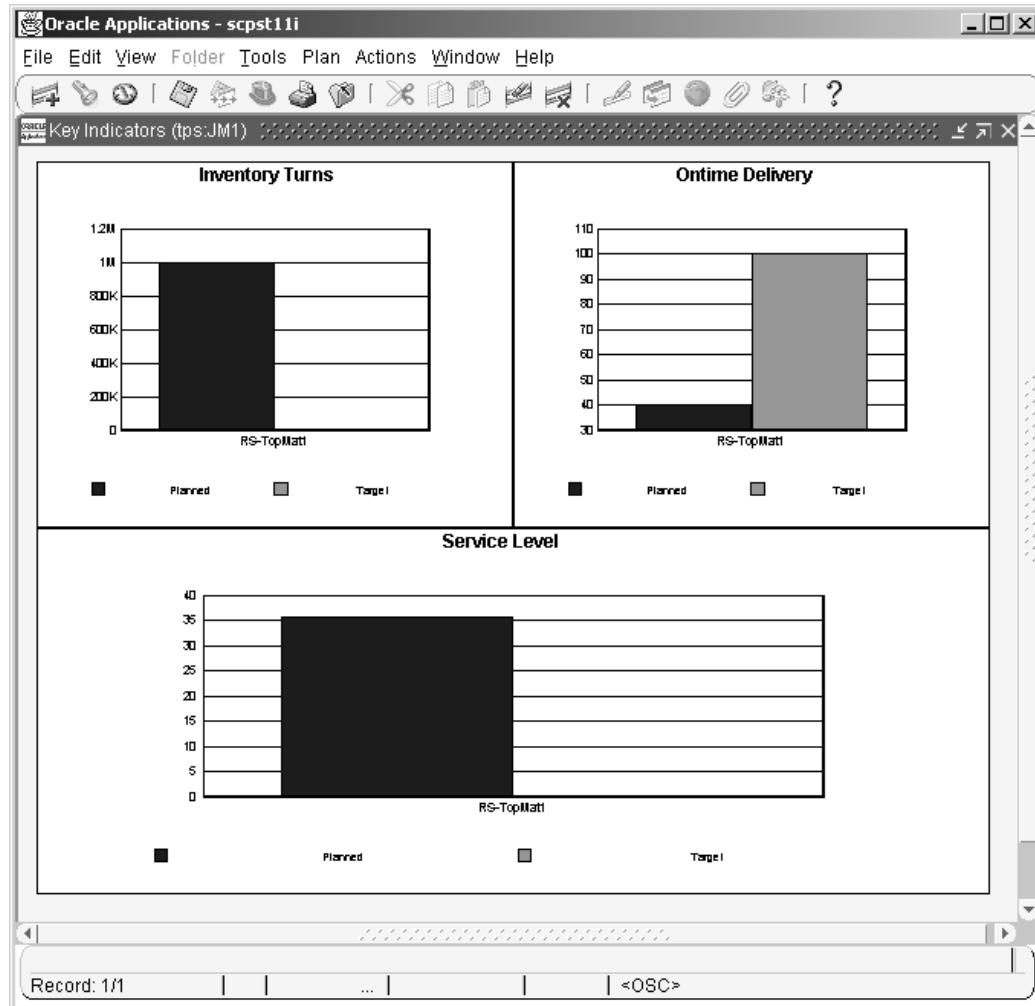 Oracle Applications - scpst11i
File Edit View Folder Tools Plan Actions Window Help
?
ORACLE
Key Indicators (tps:JM1)
Inventory Turns
1.2M
1M
800K
600K
400K
200K
0
RS-TopMatl
Planned Target
Ontime Delivery
110
100
90
80
70
60
50
40
30
RS-TopMatl
Planned Target
Service Level
40
35
30
25
20
15
10
5
0
RS-TopMatl
Planned Target
Record: 1/1 ... <OSC>